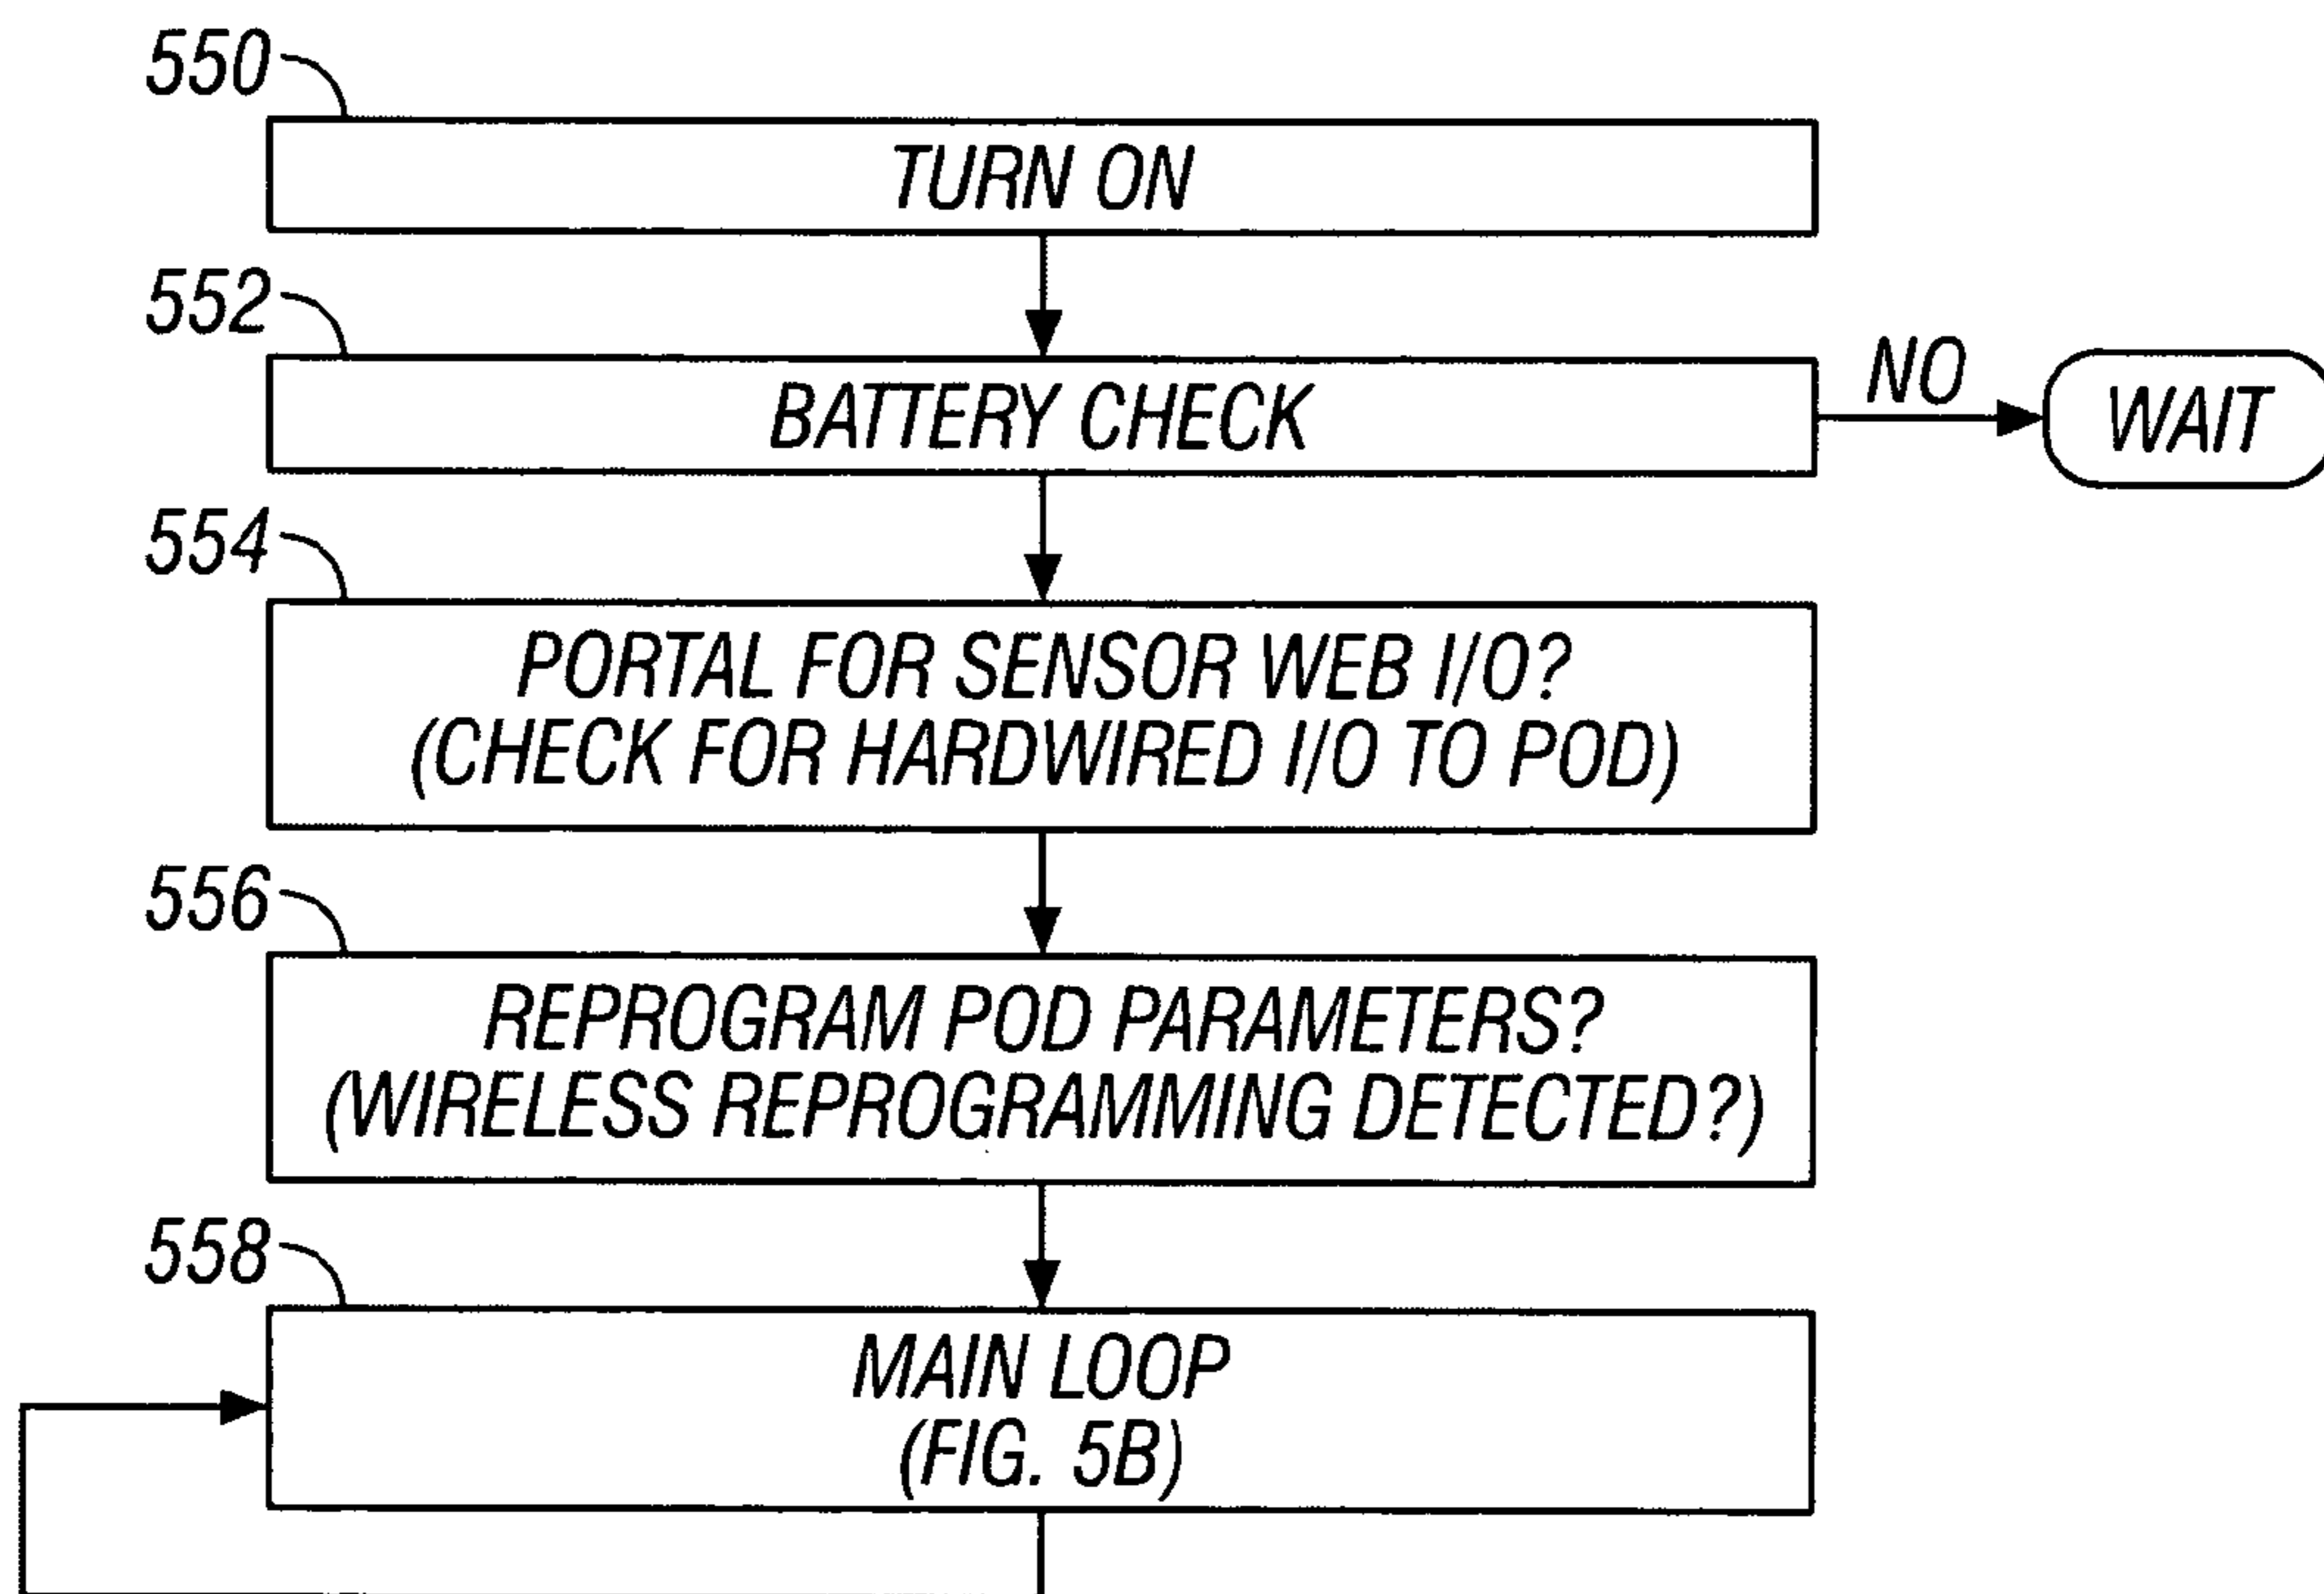 550
TURN ON
552
BATTERY CHECK
NO
WAIT
554
PORTAL FOR SENSOR WEB I/O?
(CHECK FOR HARDWIRED I/O TO POD)
556
REPROGRAM POD PARAMETERS?
(WIRELESS REPROGRAMMING DETECTED?)
558
MAIN LOOP
(FIG. 5B)